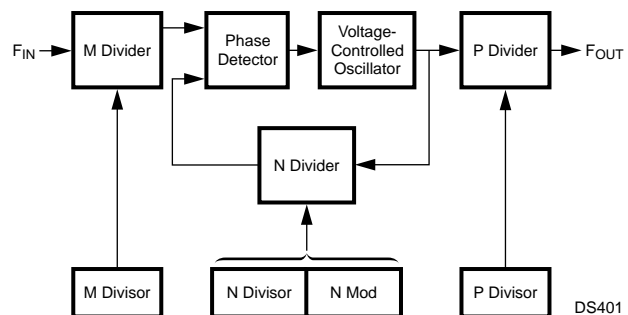 FIN
M Divider
Phase
Detector
Voltage-
Controlled
Oscillator
P Divider
FOUT
N Divider
M Divisor
N Divisor
N Mod
P Divisor
DS401